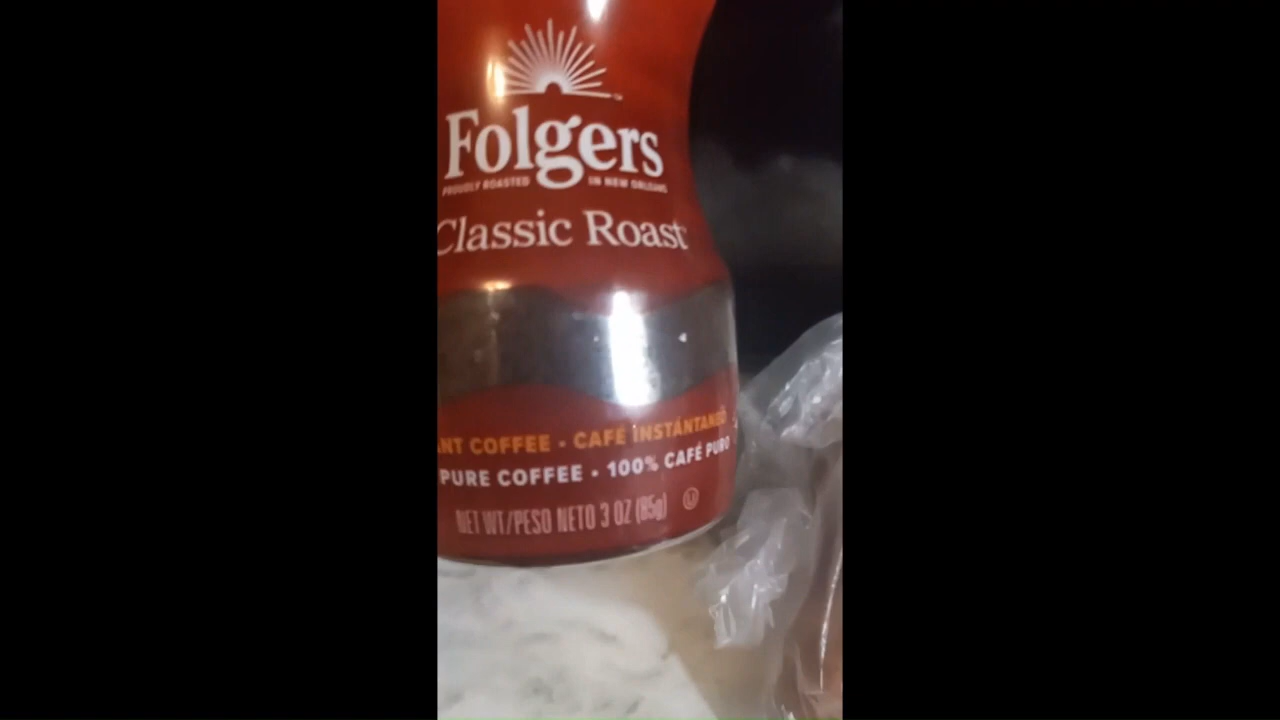 Folgers
PROUDLY ROASTED IN NEW ORLEANS
Classic Roast
ANT COFFEE • CAFÉ INSTÁNTANEO
PURE COFFEE • 100% CAFÉ PURO
NET WT/PESO NETO 3 OZ (85g) U